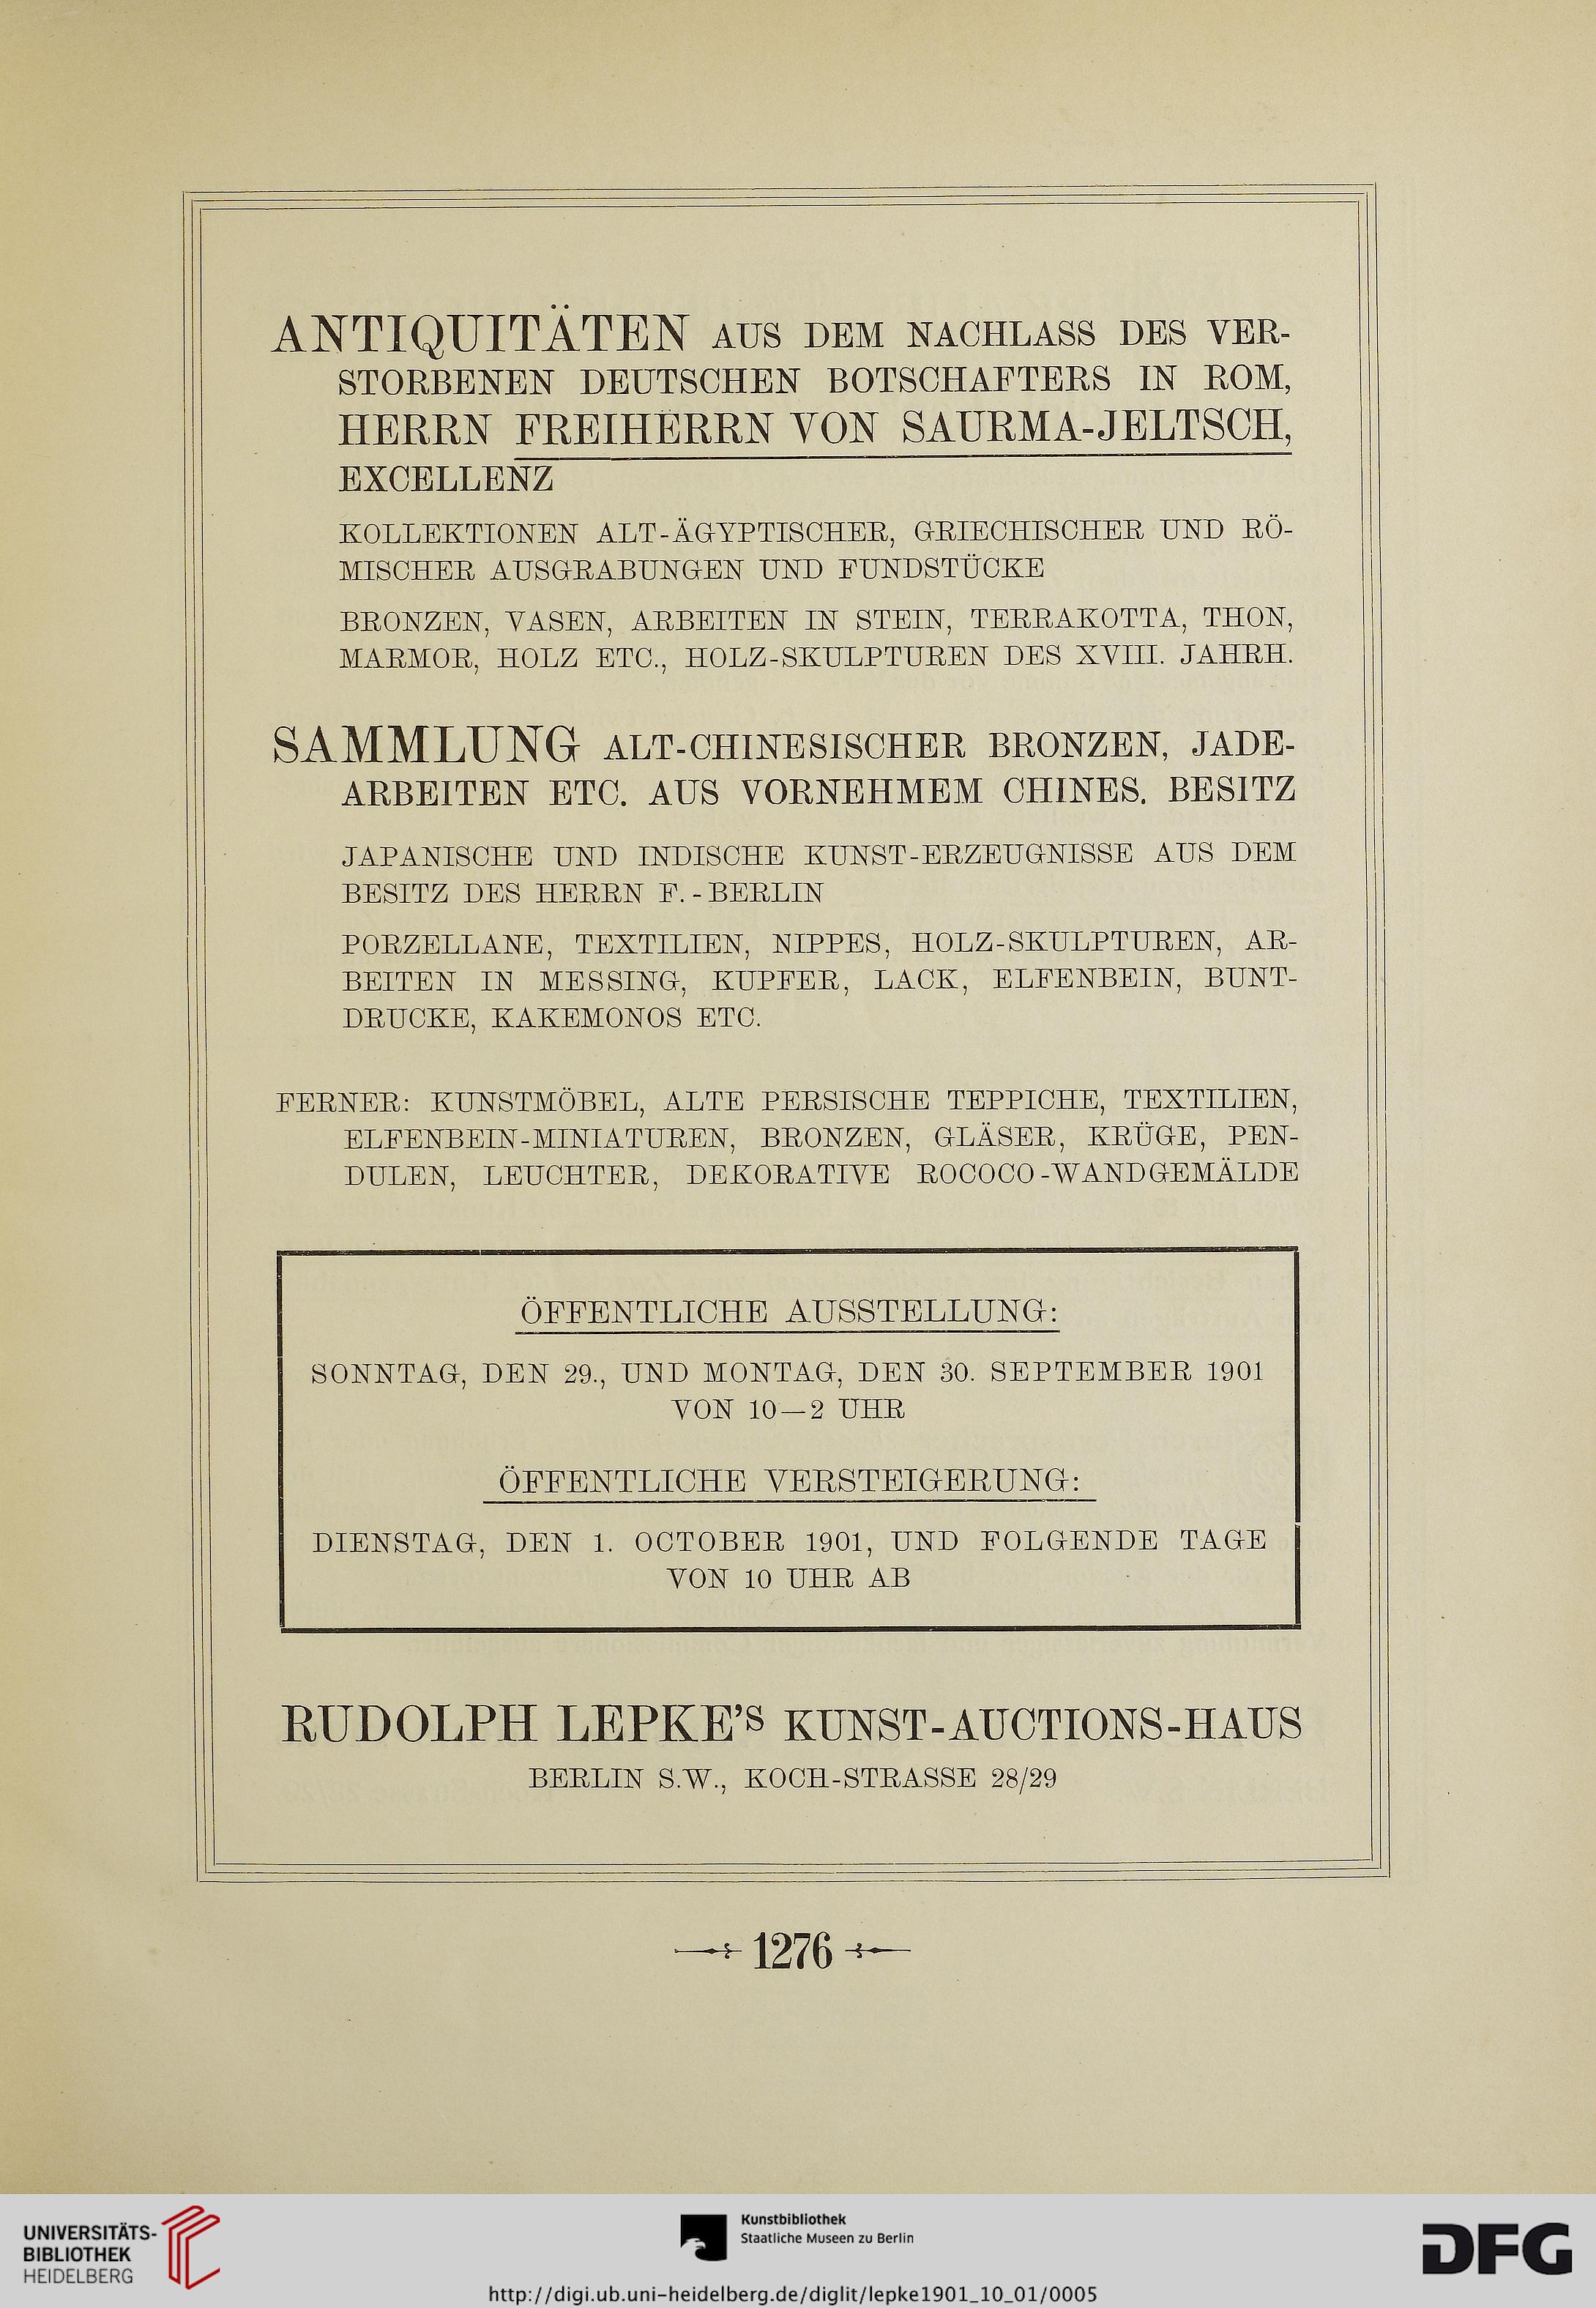 ANTIQUITÄTEN AUS DEM NACHLASS DES VER-
STORBENEN DEUTSCHEN BOTSCHAFTERS IN ROM,
HERRN FREIHERRN VON SAURMA-JELTSCH,
EXCELLENZ
KOLLEKTIONEN ALT-ÄGYPTISCHER, GRIECHISCHER UND RÖ-
MISCHER AUSGRABUNGEN UND FUNDSTÜCKE
BRONZEN, VASEN, ARBEITEN IN STEIN, TERRAKOTTA, THON,
MARMOR, HOLZ ETC., HOLZ-SKULPTUREN DES XVIII. JAHRH.
SAMMLUNG ALT-CHINESISCHER BRONZEN, JADE-
ARBEITEN ETC. AUS VORNEHMEM CHINES. BESITZ
JAPANISCHE UND INDISCHE KUNST-ERZEUGNISSE AUS DEM
BESITZ DES HERRN F.-BERLIN
PORZELLANE, TEXTILIEN, NIPPES, HOLZ-SKULPTUREN, AR-
BEITEN IN MESSING, KUPFER, LACK, ELFENBEIN, BUNT-
DRUCKE, KAKEMONOS ETC.
FERNER: KUNSTMÖBEL, ALTE PERSISCHE TEPPICHE, TEXTILIEN,
ELFENBEIN-MINIATUREN, BRONZEN, GLÄSER, KRÜGE, PEN-
DULEN, LEUCHTER, DEKORATIVE ROCOCO-WANDGEMÄLDE
ÖFFENTLICHE AUSSTELLUNG:
SONNTAG, DEN 29., UND MONTAG, DEN 30. SEPTEMBER 1901
VON 10—2 UHR
ÖFFENTLICHE VERSTEIGERUNG:
DIENSTAG, DEN 1. OCTOBER 1901, UND FOLGENDE TAGE
VON 10 UHR AB
RUDOLPH LEPKE'S KUNST-AUCTIONS-HAUS
BERLIN S.W., KOCH-STRASSE 28/29
1276
UNIVERSITÄTS-
BIBLIOTHEK
HEIDELBERG
Kunstbibliothek
Staatliche Museen zu Berlin
DFG
http://digi.ub.uni-heidelberg.de/diglit/lepke1901_10_01/0005